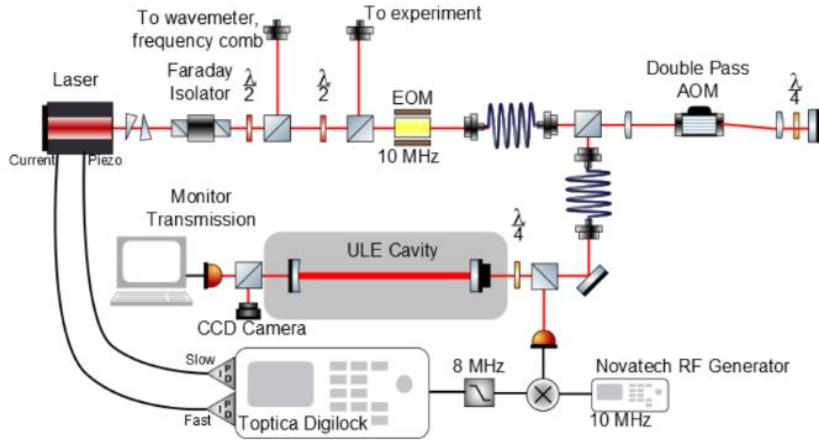 To wavemeter,
frequency comb
To experiment
Laser
Faraday
Isolator
λ
2
λ
2
EOM
Double Pass
AOM
λ
4
Current
Piezo
10 MHz
Monitor
Transmission
ULE Cavity
λ
4
CCD Camera
Slow
P
I
D
8 MHz
Novatech RF Generator
Fast
P
I
D
Toptica Digilock
10 MHz